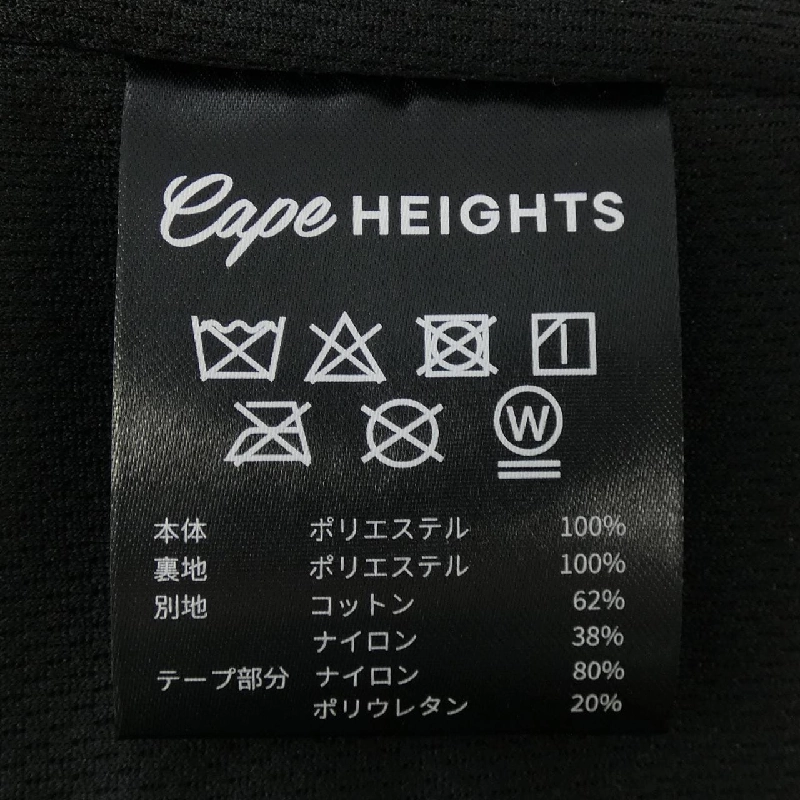 Cape HEIGHTS
W
本体 ポリエステル 100%
裏地 ポリエステル 100%
別地 コットン 62%
ナイロン 38%
テープ部分 ナイロン 80%
ポリウレタン 20%